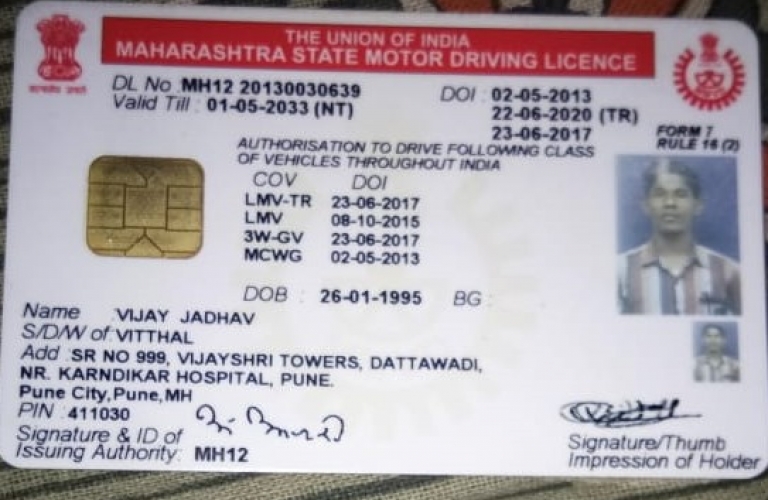 THE UNION OF INDIA
MAHARASHTRA STATE MOTOR DRIVING LICENCE
DL No : MH12 20130030639 DOI : 02-05-2013
Valid Till : 01-05-2033 (NT) 22-06-2020 (TR)
23-06-2017
FORM 7
RULE 16 (2)
AUTHORISATION TO DRIVE FOLLOWING CLASS
OF VEHICLES THROUGHOUT INDIA
COV DOI
LMV-TR 23-06-2017
LMV 08-10-2015
3W-GV 23-06-2017
MCWG 02-05-2013
DOB : 26-01-1995 BG :
Name : VIJAY JADHAV
S/D/W of : VITTHAL
Add : SR NO 999, VIJAYSHRI TOWERS, DATTAWADI,
NR. KARNDIKAR HOSPITAL, PUNE.
Pune City,Pune,MH
PIN : 411030
Signature & ID of
Issuing Authority: MH12
Signature/Thumb
Impression of Holder